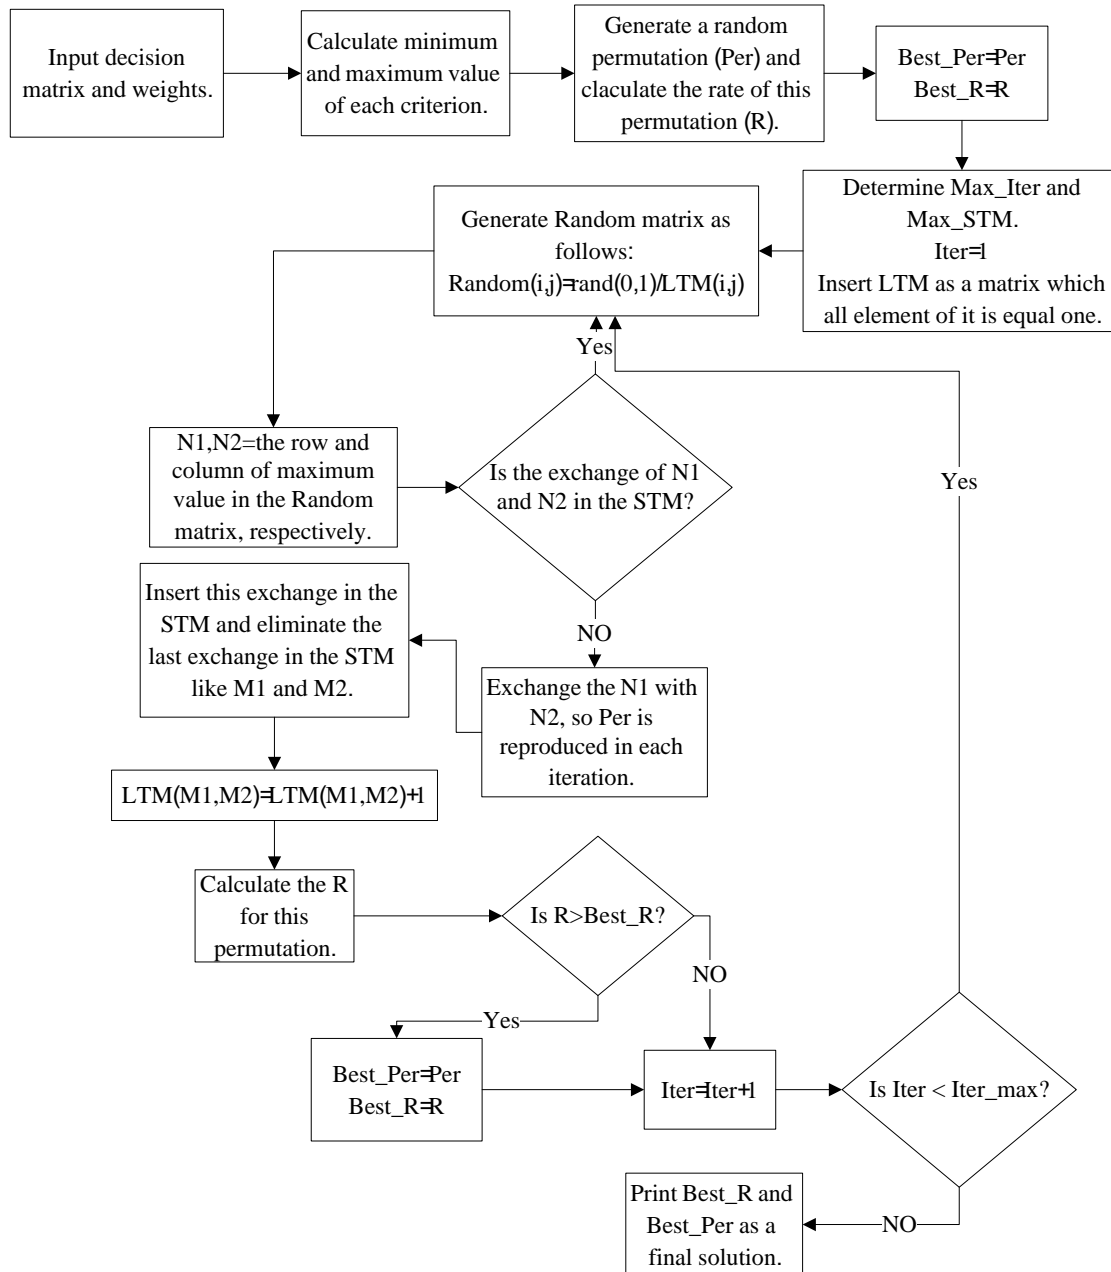 Input decision
matrix and weights.
Calculate minimum
and maximum value
of each criterion.
Generate a random
permutation (Per) and
claculate the rate of this
permutation (R).
Best_Per=Per
Best_R=R
Determine Max_Iter and
Max_STM.
Iter=1
Insert LTM as a matrix which
all element of it is equal one.
Generate Random matrix as
follows:
Random(i,j)=rand(0,1)/LTM(i,j)
Yes
N1,N2=the row and
column of maximum
value in the Random
matrix, respectively.
Is the exchange of N1
and N2 in the STM?
Yes
NO
Exchange the N1 with
N2, so Per is
reproduced in each
iteration.
Insert this exchange in the
STM and eliminate the
last exchange in the STM
like M1 and M2.
LTM(M1,M2)=LTM(M1,M2)+1
Calculate the R
for this
permutation.
Is R>Best_R?
NO
Yes
Best_Per=Per
Best_R=R
Iter=Iter+1
Is Iter < Iter_max?
NO
Print Best_R and
Best_Per as a
final solution.